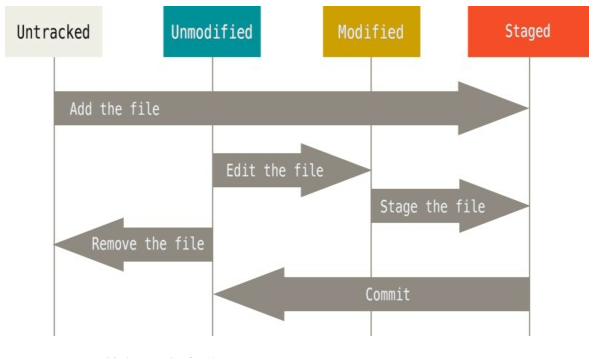 Untracked
Unmodified
Modified
Staged
Add the file
Edit the file
Stage the file
Remove the file
Commit